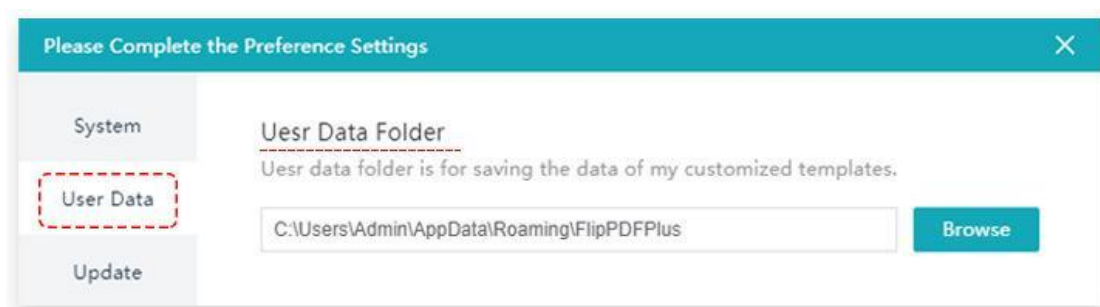 Please Complete the Preference Settings
System
Uesr Data Folder
Uesr data folder is for saving the data of my customized templates.
User Data
C:\Users\Admin\AppData\Roaming\FlipPDFPlus
Browse
Update